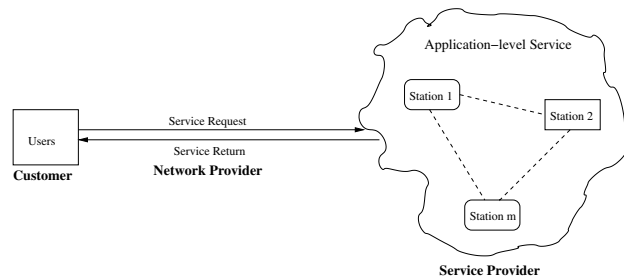 Application-level Service
Station 1
Station 2
Service Request
Users
Service Return
Customer
Network Provider
Station m
Service Provider